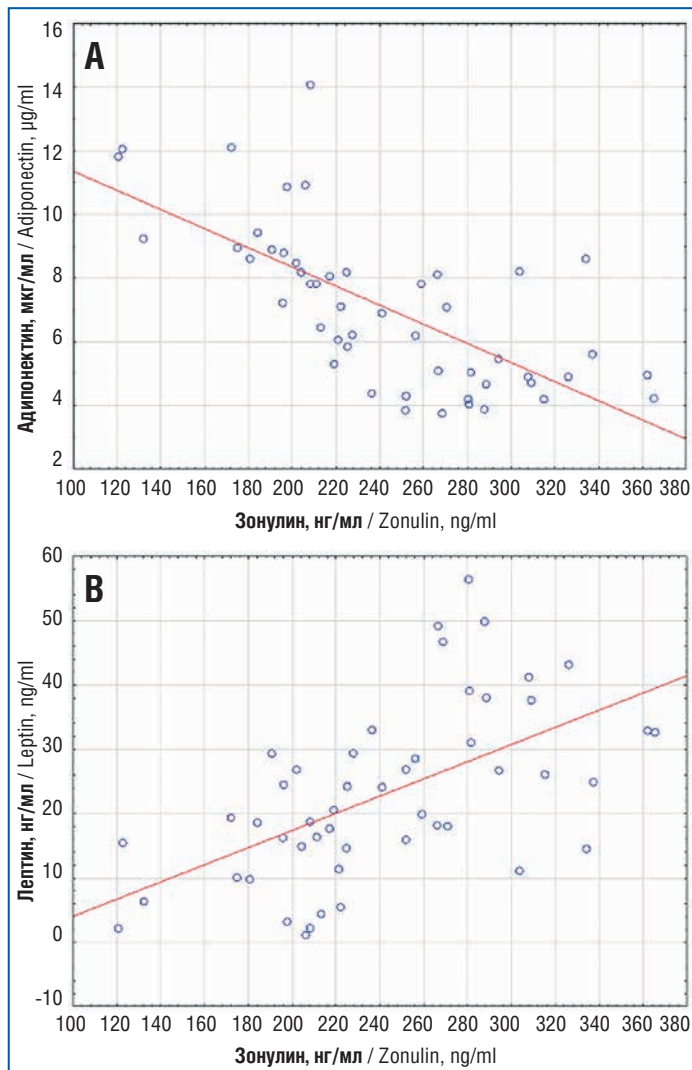 A
16
14
12
10
8
6
4
2
Адипонектин, мкг/мл / Adiponectin, µg/ml
100 120 140 160 180 200 220 240 260 280 300 320 340 360 380
Зонулин, нг/мл / Zonulin, ng/ml
B
60
50
40
30
20
10
0
-10
Лептин, нг/мл / Leptin, ng/ml
100 120 140 160 180 200 220 240 260 280 300 320 340 360 380
Зонулин, нг/мл / Zonulin, ng/ml